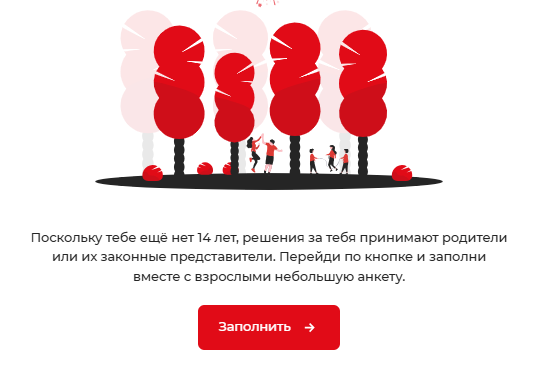 Поскольку тебе ещё нет 14 лет, решения за тебя принимают родители
или их законные представители. Перейди по кнопке и заполни
вместе с взрослыми небольшую анкету.
Заполнить →